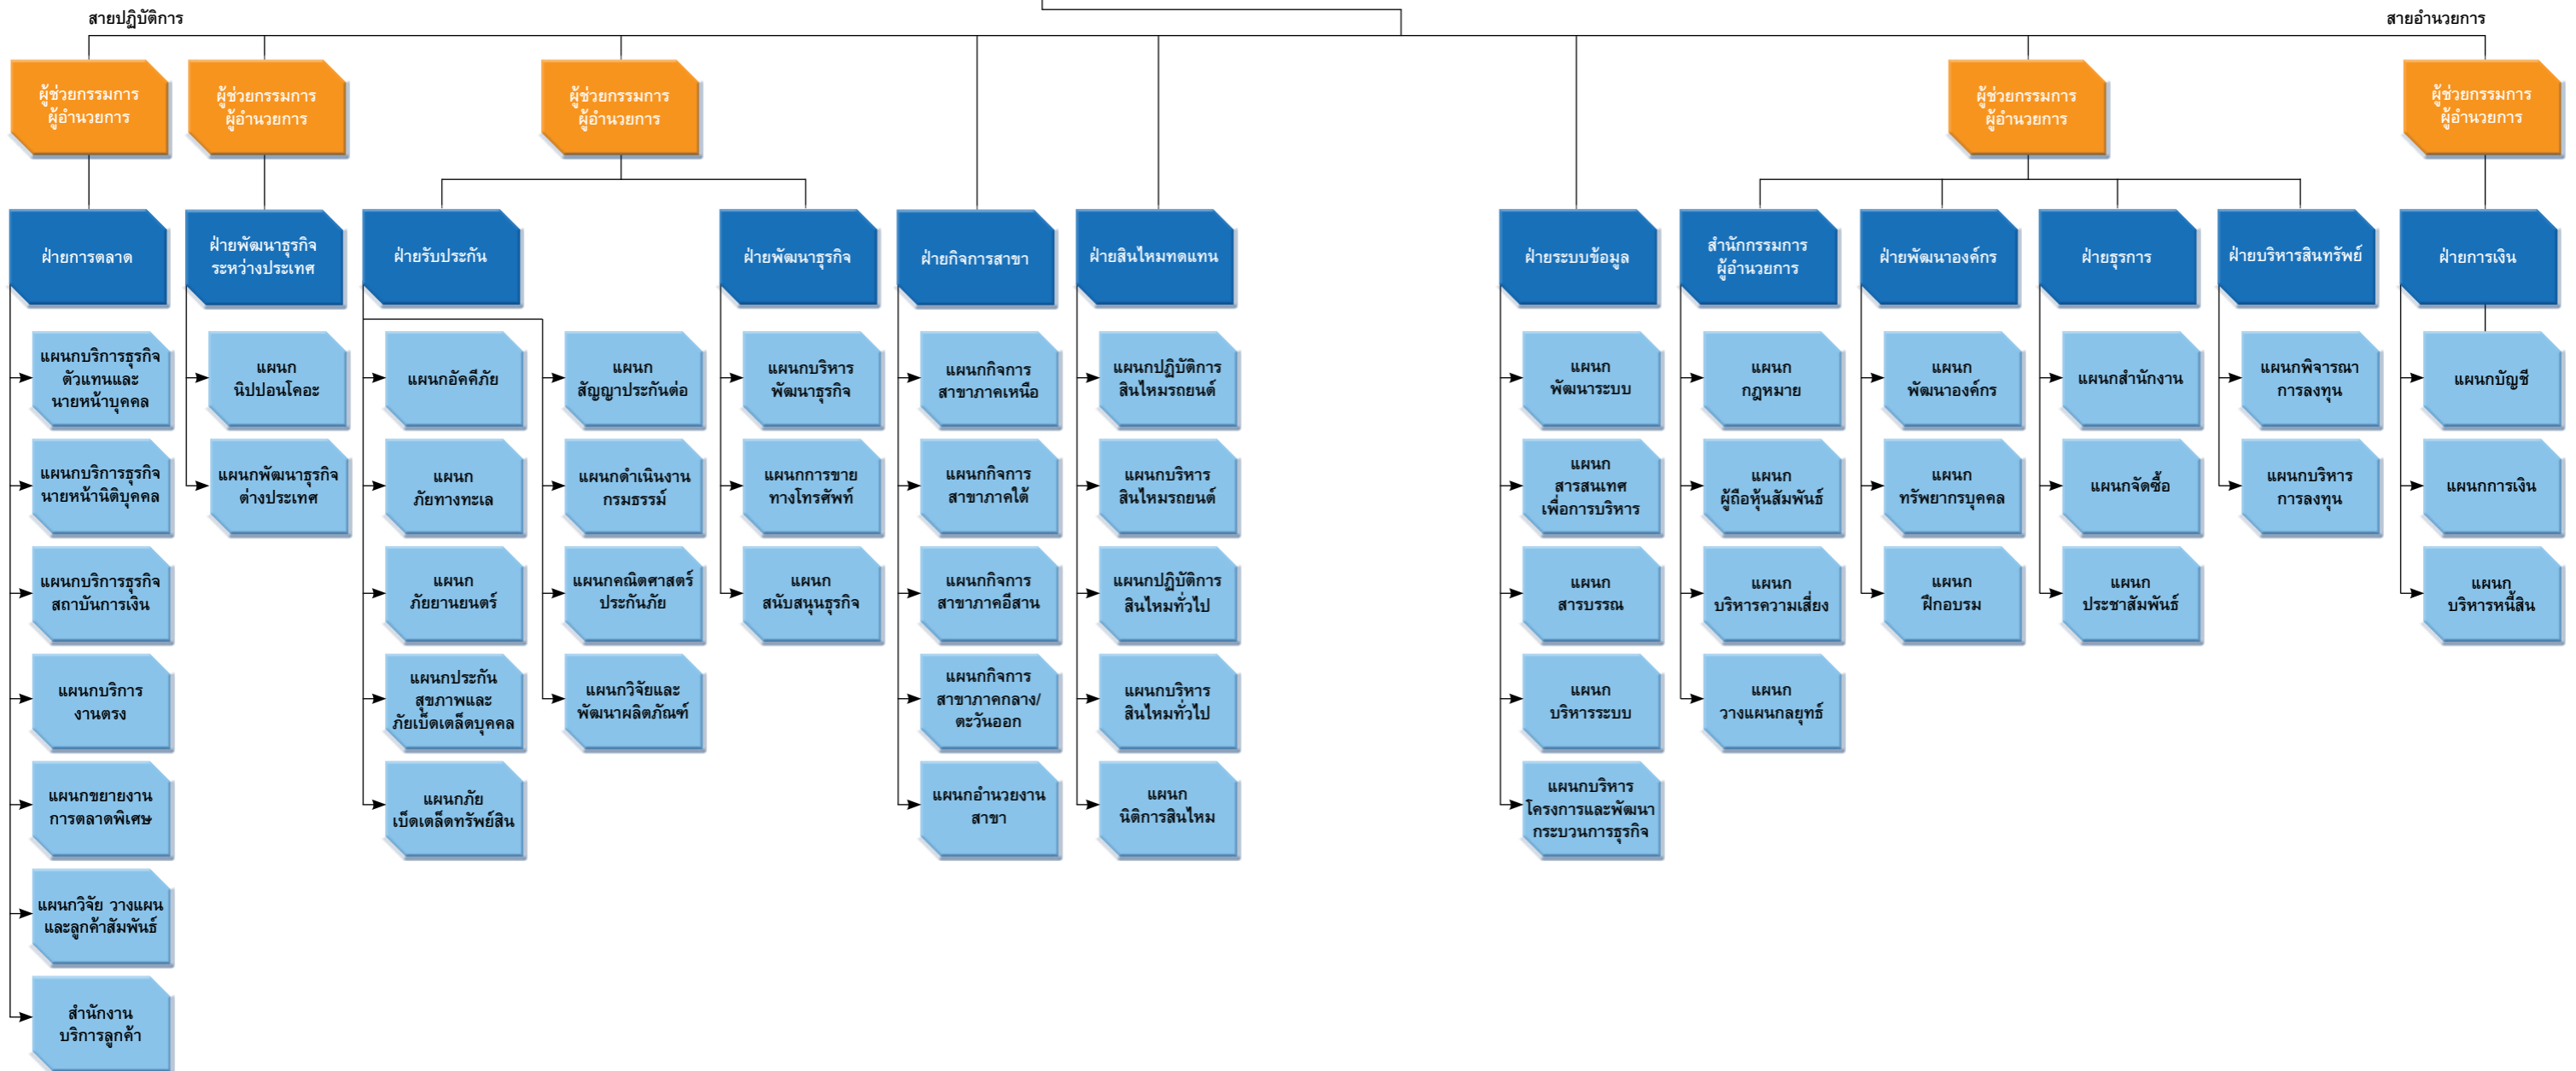 สายปฏิบัติการ
สายอำนวยการ
ผู้ช่วยกรรมการ
ผู้อำนวยการ
ผู้ช่วยกรรมการ
ผู้อำนวยการ
ผู้ช่วยกรรมการ
ผู้อำนวยการ
ผู้ช่วยกรรมการ
ผู้อำนวยการ
ผู้ช่วยกรรมการ
ผู้อำนวยการ
ฝ่ายการตลาด
แผนกบริการธุรกิจ
ตัวแทนและ
นายหน้าบุคคล
แผนกบริการธุรกิจ
นายหน้านิติบุคคล
แผนกบริการธุรกิจ
สถาบันการเงิน
แผนกบริการ
งานตรง
แผนกขยายงาน
การตลาดพิเศษ
แผนกวิจัย วางแผน
และลูกค้าสัมพันธ์
สำนักงาน
บริการลูกค้า
ฝ่ายพัฒนาธุรกิจ
ระหว่างประเทศ
แผนก
นิปปอนโคอะ
แผนกพัฒนาธุรกิจ
ต่างประเทศ
ฝ่ายรับประกัน
แผนกอัคคีภัย
แผนก
ภัยทางทะเล
แผนก
ภัยยานยนตร์
แผนกประกัน
สุขภาพและ
ภัยเบ็ดเตล็ดบุคคล
แผนกภัย
เบ็ดเตล็ดทรัพย์สิน
แผนก
สัญญาประกันต่อ
แผนกดำเนินงาน
กรมธรรม์
แผนกคณิตศาสตร์
ประกันภัย
แผนกวิจัยและ
พัฒนาผลิตภัณฑ์
ฝ่ายพัฒนาธุรกิจ
แผนกบริหาร
พัฒนาธุรกิจ
แผนกการขาย
ทางโทรศัพท์
แผนก
สนับสนุนธุรกิจ
ฝ่ายกิจการสาขา
แผนกกิจการ
สาขาภาคเหนือ
แผนกกิจการ
สาขาภาคใต้
แผนกกิจการ
สาขาภาคอีสาน
แผนกกิจการ
สาขาภาคกลาง/
ตะวันออก
แผนกอำนวยงาน
สาขา
ฝ่ายสินไหมทดแทน
แผนกปฏิบัติการ
สินไหมรถยนต์
แผนกบริหาร
สินไหมรถยนต์
แผนกปฏิบัติการ
สินไหมทั่วไป
แผนกบริหาร
สินไหมทั่วไป
แผนก
นิติการสินไหม
ฝ่ายระบบข้อมูล
แผนก
พัฒนาระบบ
แผนก
สารสนเทศ
เพื่อการบริหาร
แผนก
สารบรรณ
แผนก
บริหารระบบ
แผนกบริหาร
โครงการและพัฒนา
กระบวนการธุรกิจ
สำนักกรรมการ
ผู้อำนวยการ
แผนก
กฎหมาย
แผนก
ผู้ถือหุ้นสัมพันธ์
แผนก
บริหารความเสี่ยง
แผนก
วางแผนกลยุทธ์
ฝ่ายพัฒนาองค์กร
แผนก
พัฒนาองค์กร
แผนก
ทรัพยากรบุคคล
แผนก
ฝึกอบรม
ฝ่ายธุรการ
แผนกสำนักงาน
แผนกจัดซื้อ
แผนก
ประชาสัมพันธ์
ฝ่ายบริหารสินทรัพย์
แผนกพิจารณา
การลงทุน
แผนกบริหาร
การลงทุน
ฝ่ายการเงิน
แผนกบัญชี
แผนกการเงิน
แผนก
บริหารหนี้สิน